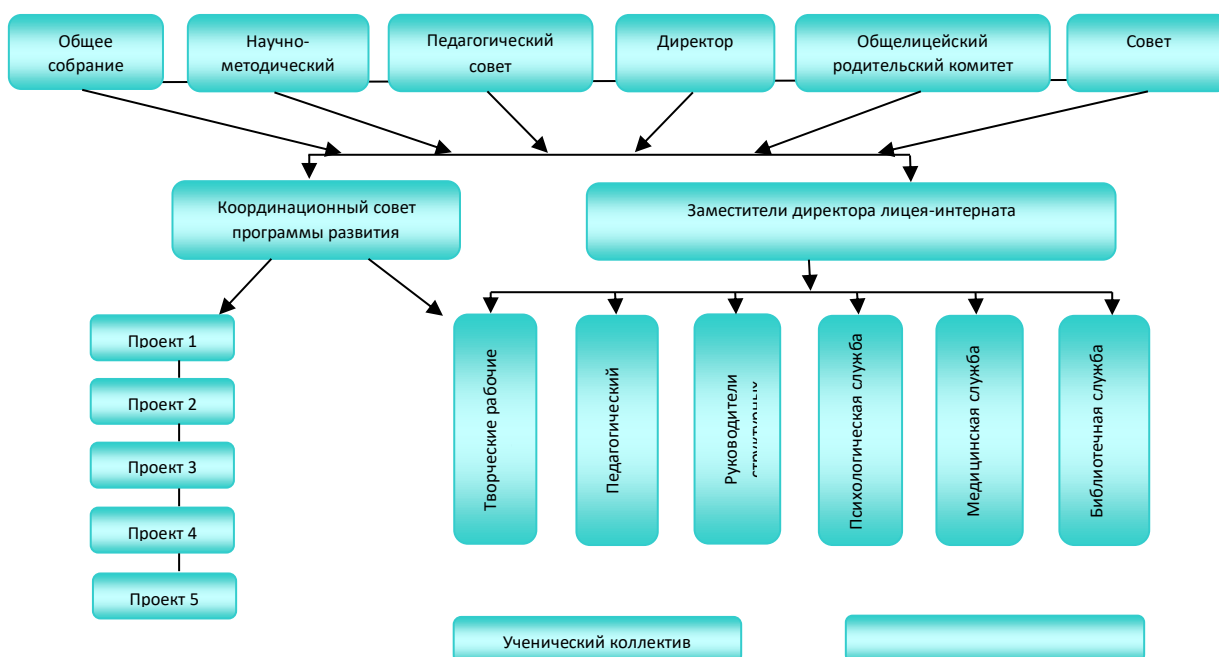 Общее
собрание
Научно-
методический
Педагогический
совет
Директор
Общелицейский
родительский комитет
Совет
Координационный совет
программы развития
Заместители директора лицея-интерната
Проект 1
Проект 2
Проект 3
Проект 4
Проект 5
Творческие рабочие
Педагогический
Руководители
структурных
Психологическая служба
Медицинская служба
Библиотечная служба
Ученический коллектив